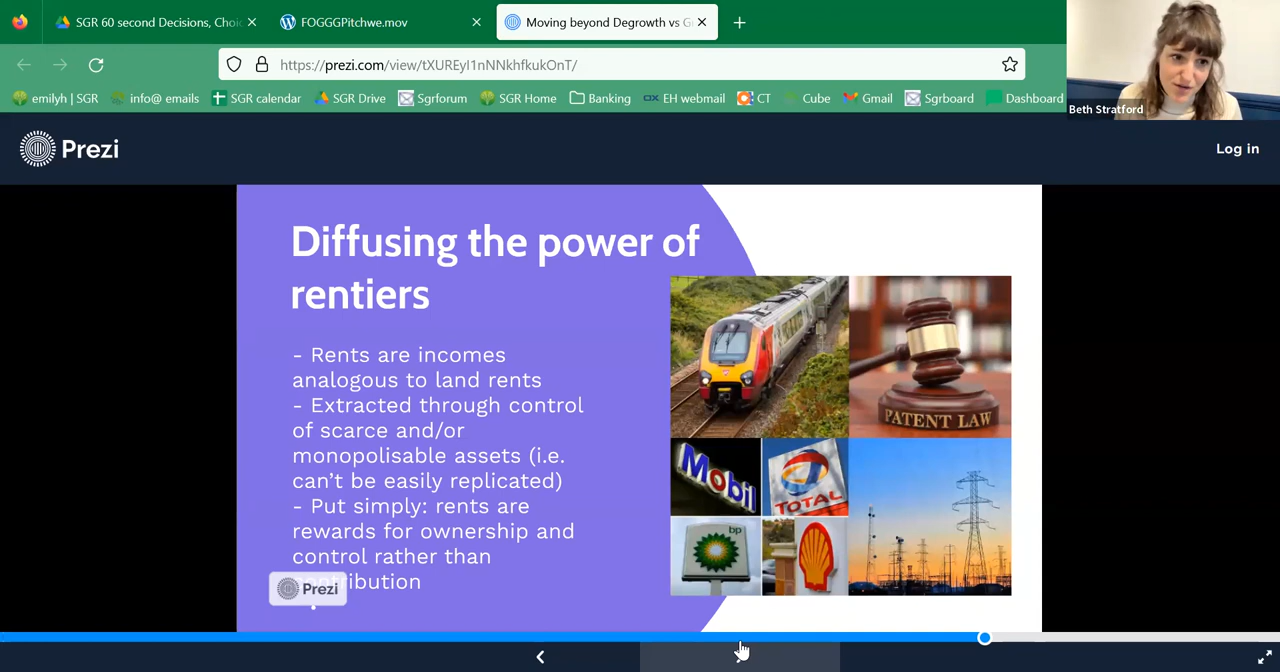 SGR 60 second Decisions, Choi
FOGGGPitchwe.mov
Moving beyond Degrowth vs G
https://prezi.com/view/tXUREyI1nNNkhfkukOnT/
emilyh | SGR
info@ emails
SGR calendar
SGR Drive
Sgrforum
SGR Home
Banking
EH webmail
CT
Cube
Gmail
Sgrboard
Dashboard
Beth Stratford
Prezi
Log in
Diffusing the power of
rentiers
- Rents are incomes
analogous to land rents
- Extracted through control
of scarce and/or
monopolisable assets (i.e.
can't be easily replicated)
- Put simply: rents are
rewards for ownership and
control rather than
contribution
Prezi
PATENT LAW
Mobil
TOTAL
bp